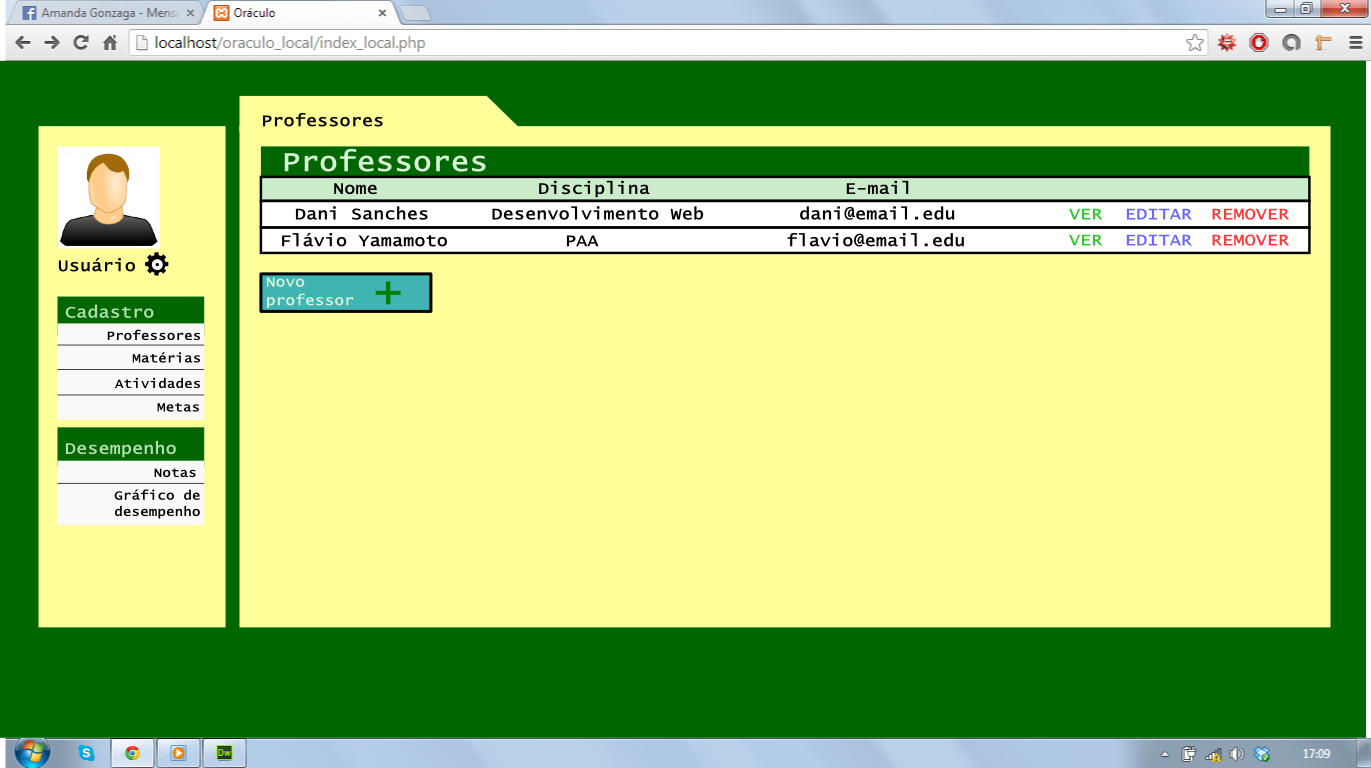 Amanda Gonzaga - Mensa
Oráculo
localhost/oraculo_local/index_local.php
Professores
Usuário
Cadastro
Professores
Matérias
Atividades
Metas
Desempenho
Notas
Gráfico de
desempenho
Professores
Nome Disciplina E-mail
Dani Sanches Desenvolvimento Web dani@email.edu VER EDITAR REMOVER
Flávio Yamamoto PAA flavio@email.edu VER EDITAR REMOVER
Novo
professor
Dw
17:09